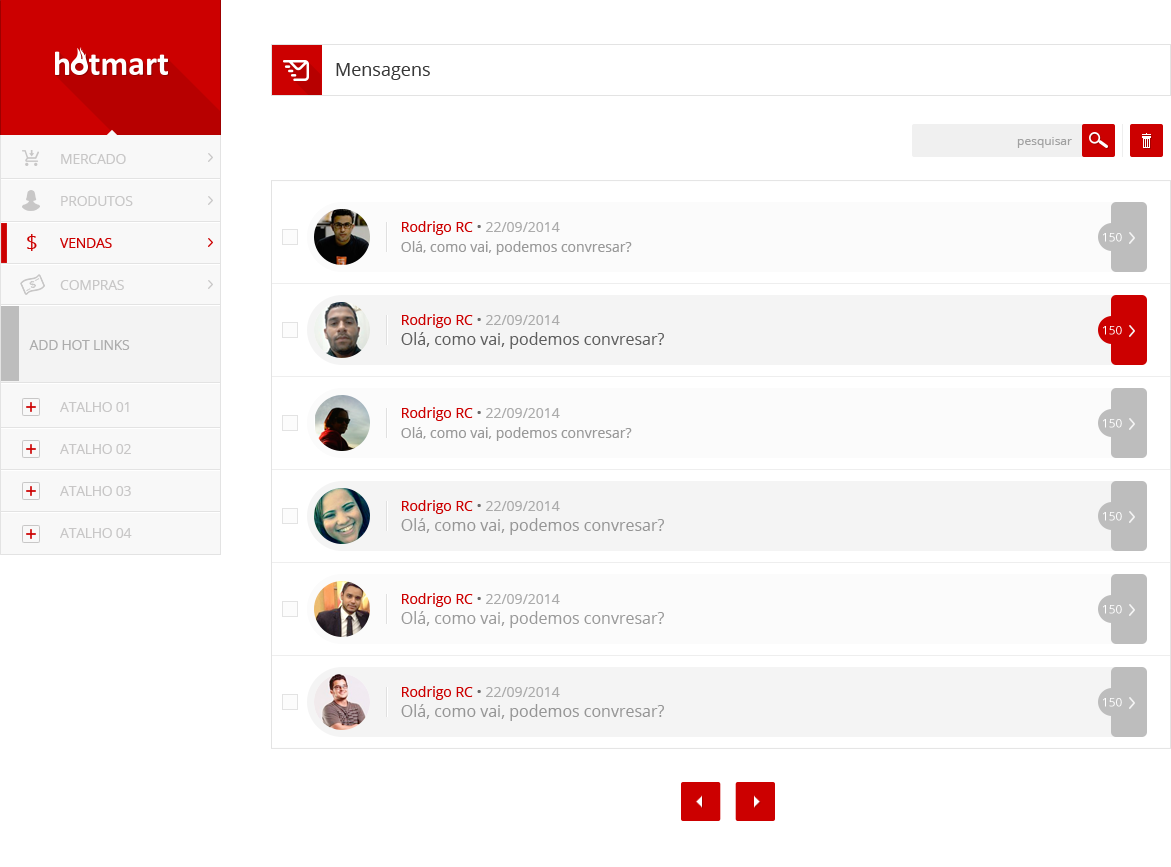 hotmart
MERCADO
PRODUTOS
$ VENDAS
COMPRAS
ADD HOT LINKS
ATALHO 01
ATALHO 02
ATALHO 03
ATALHO 04
Mensagens
pesquisar
Rodrigo RC • 22/09/2014
Olá, como vai, podemos convresar?
150
Rodrigo RC • 22/09/2014
Olá, como vai, podemos convresar?
150
Rodrigo RC • 22/09/2014
Olá, como vai, podemos convresar?
150
Rodrigo RC • 22/09/2014
Olá, como vai, podemos convresar?
150
Rodrigo RC • 22/09/2014
Olá, como vai, podemos convresar?
150
Rodrigo RC • 22/09/2014
Olá, como vai, podemos convresar?
150